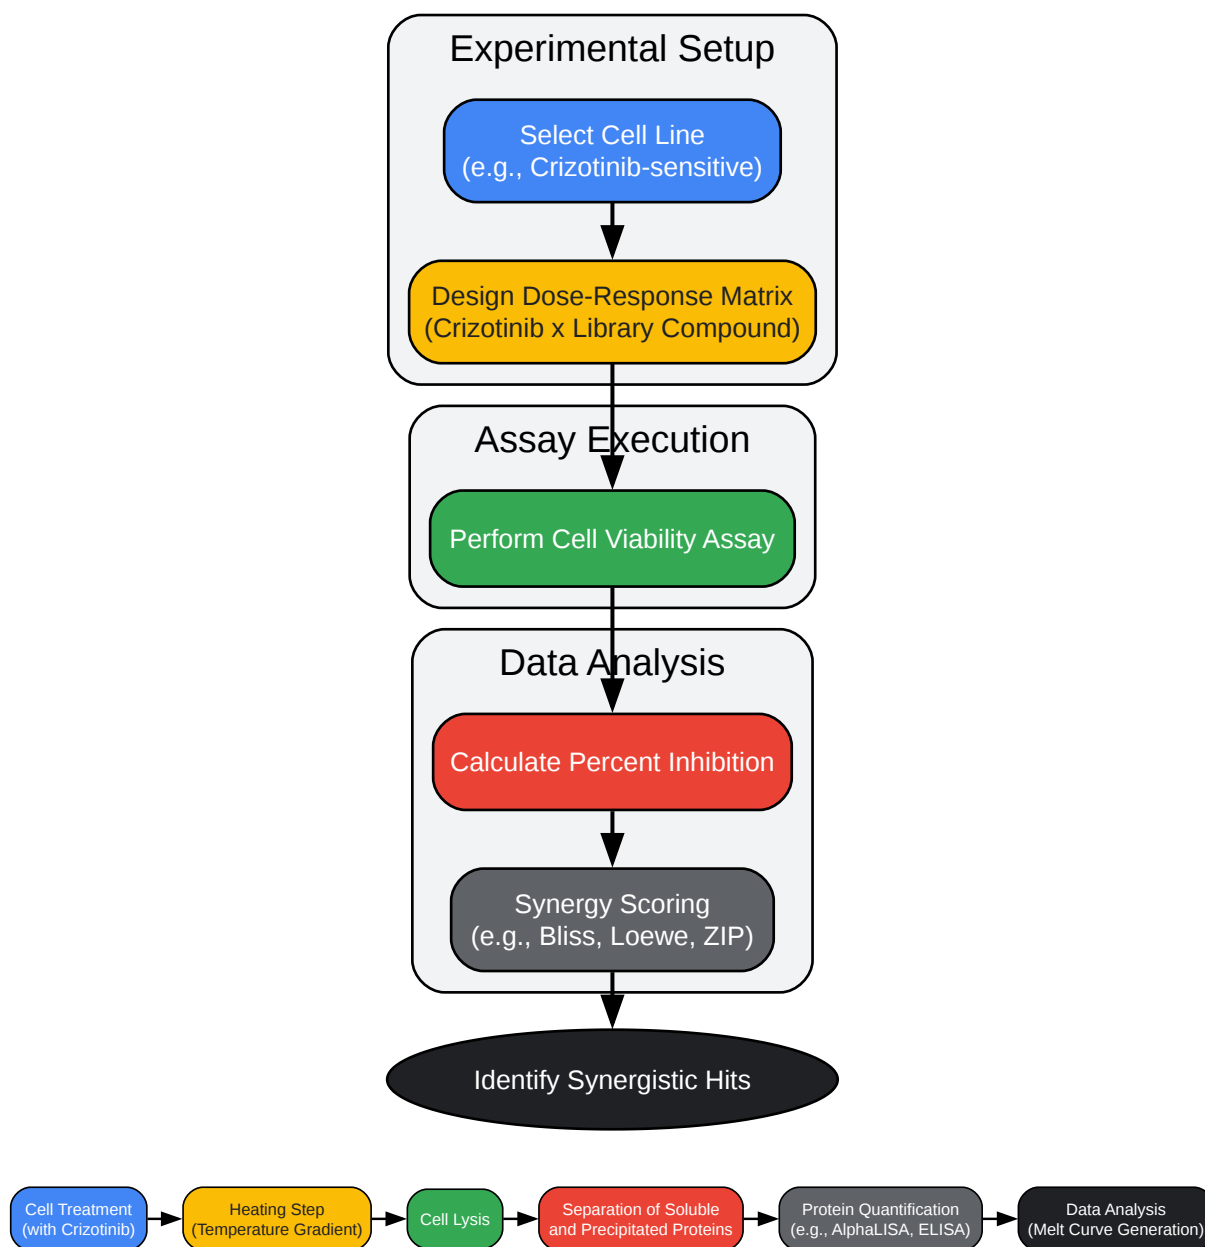 Experimental Setup
Select Cell Line
(e.g., Crizotinib-sensitive)
Design Dose-Response Matrix
(Crizotinib x Library Compound)
Assay Execution
Perform Cell Viability Assay
Data Analysis
Calculate Percent Inhibition
Synergy Scoring
(e.g., Bliss, Loewe, ZIP)
Identify Synergistic Hits
Cell Treatment
(with Crizotinib)
Heating Step
(Temperature Gradient)
Cell Lysis
Separation of Soluble
and Precipitated Proteins
Protein Quantification
(e.g., AlphaLISA, ELISA)
Data Analysis
(Melt Curve Generation)